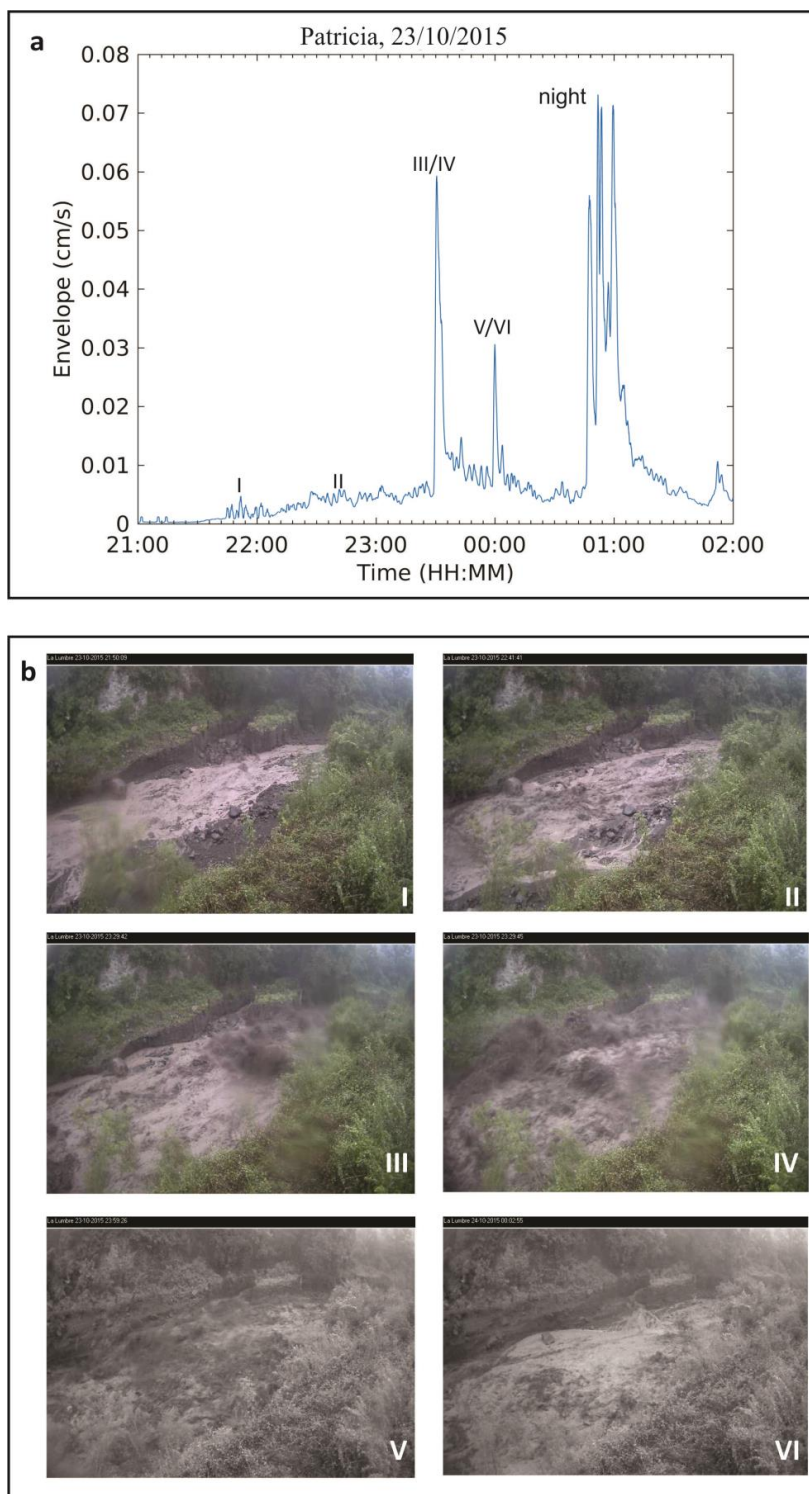 a
Patricia, 23/10/2015
0.08
0.07
0.06
0.05
0.04
0.03
0.02
0.01
0
Envelope (cm/s)
I
II
III/IV
V/VI
night
21:00 22:00 23:00 00:00 01:00 02:00
Time (HH:MM)
b
La Lumbre 23-10-2015 21:50:09
I
La Lumbre 23-10-2015 22:41:41
II
La Lumbre 23-10-2015 23:29:42
III
La Lumbre 23-10-2015 23:29:45
IV
La Lumbre 23-10-2015 23:59:26
V
La Lumbre 24-10-2015 00:02:55
VI